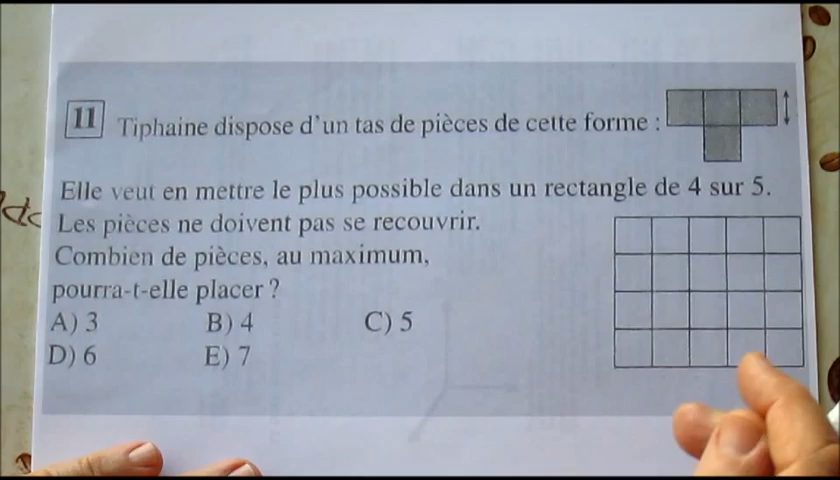 11 Tiphaine dispose d'un tas de pièces de cette forme :
Elle veut en mettre le plus possible dans un rectangle de 4 sur 5.
Les pièces ne doivent pas se recouvrir.
Combien de pièces, au maximum,
pourra-t-elle placer ?
A) 3 B) 4 C) 5
D) 6 E) 7